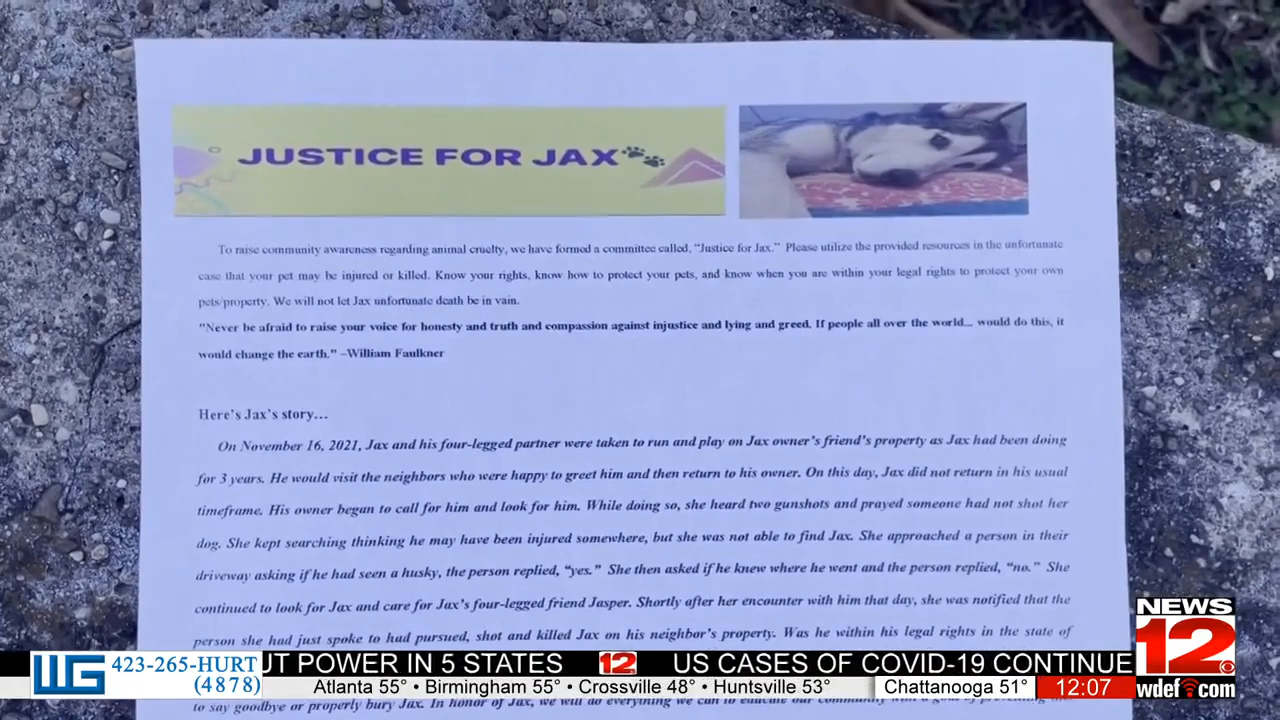 JUSTICE FOR JAX
To raise community awareness regarding animal cruelty, we have formed a committee called, "Justice for Jax." Please utilize the provided resources in the unfortunate
case that your pet may be injured or killed. Know your rights, know how to protect your pets, and know when you are within your legal rights to protect your own
pets/property. We will not let Jax unfortunate death be in vain.
"Never be afraid to raise your voice for honesty and truth and compassion against injustice and lying and greed. If people all over the world... would do this, it
would change the earth." –William Faulkner
Here's Jax's story…
On November 16, 2021, Jax and his four-legged partner were taken to run and play on Jax owner's friend's property as Jax had been doing
for 3 years. He would visit the neighbors who were happy to greet him and then return to his owner. On this day, Jax did not return in his usual
timeframe. His owner began to call for him and look for him. While doing so, she heard two gunshots and prayed someone had not shot her
dog. She kept searching thinking he may have been injured somewhere, but she was not able to find Jax. She approached a person in their
driveway asking if he had seen a husky, the person replied, "yes." She then asked if he knew where he went and the person replied, "no." She
continued to look for Jax and care for Jax's four-legged friend Jasper. Shortly after her encounter with him that day, she was notified that the
person she had just spoke to had pursued, shot and killed Jax on his neighbor's property. Was he within his legal rights in the state of
NEWS
12
wdef.com
WG 423-265-HURT
(4878)
UT POWER IN 5 STATES 12 US CASES OF COVID-19 CONTINUE
Atlanta 55° • Birmingham 55° • Crossville 48° • Huntsville 53° Chattanooga 51° 12:07
to say goodbye or properly bury Jax. In honor of Jax, we will do everything we can to educate our community with a goal of preventing